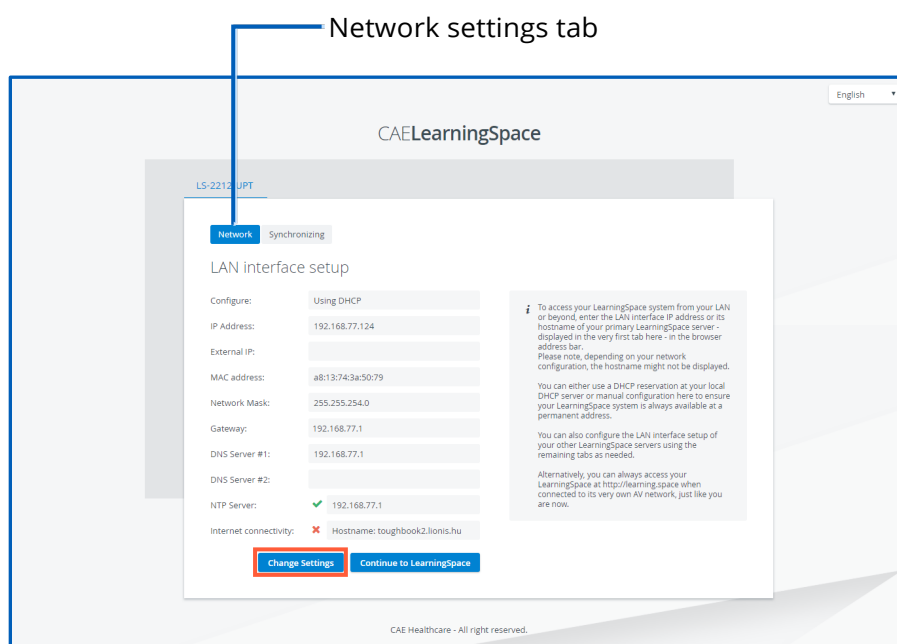 Network settings tab
English
CAELearningSpace
LS-2212 UPT
Network Synchronizing
LAN interface setup
Configure: Using DHCP
IP Address: 192.168.77.124
External IP:
MAC address: a8:13:74:3a:50:79
Network Mask: 255.255.254.0
Gateway: 192.168.77.1
DNS Server #1: 192.168.77.1
DNS Server #2:
NTP Server: 192.168.77.1
Internet connectivity: Hostname: toughbook2.lionis.hu
Change Settings Continue to LearningSpace
i To access your LearningSpace system from your LAN
or beyond, enter the LAN interface IP address or its
hostname of your primary LearningSpace server -
displayed in the very first tab here - in the browser
address bar.
Please note, depending on your network
configuration, the hostname might not be displayed.
You can either use a DHCP reservation at your local
DHCP server or manual configuration here to ensure
your LearningSpace system is always available at a
permanent address.
You can also configure the LAN interface setup of
your other LearningSpace servers using the
remaining tabs as needed.
Alternatively, you can always access your
LearningSpace at http://learning.space when
connected to its very own AV network, just like you
are now.
CAE Healthcare - All right reserved.